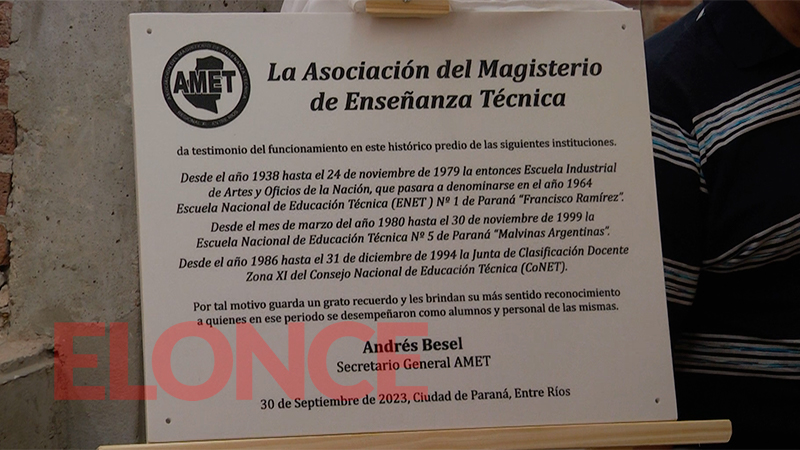 AMET
La Asociación del Magisterio
de Enseñanza Técnica
da testimonio del funcionamiento en este histórico predio de las siguientes instituciones.
Desde el año 1938 hasta el 24 de noviembre de 1979 la entonces Escuela Industrial
de Artes y Oficios de la Nación, que pasara a denominarse en el año 1964
Escuela Nacional de Educación Técnica (ENET ) Nº 1 de Paraná “Francisco Ramírez”.
Desde el mes de marzo del año 1980 hasta el 30 de noviembre de 1999 la
Escuela Nacional de Educación Técnica Nº 5 de Paraná “Malvinas Argentinas”.
Desde el año 1986 hasta el 31 de diciembre de 1994 la Junta de Clasificación Docente
Zona XI del Consejo Nacional de Educación Técnica (CoNET).
Por tal motivo guarda un grato recuerdo y les brindan su más sentido reconocimiento
a quienes en ese periodo se desempeñaron como alumnos y personal de las mismas.
Andrés Besel
Secretario General AMET
30 de Septiembre de 2023, Ciudad de Paraná, Entre Ríos
ELONCE